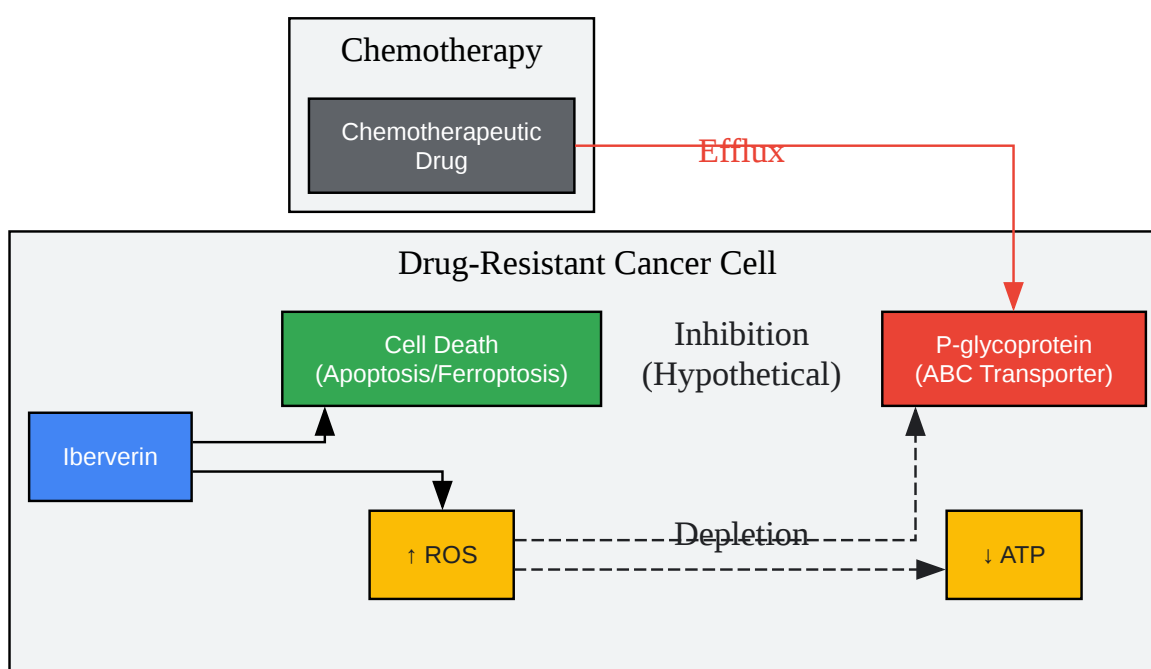 Chemotherapy
Chemotherapeutic
Drug
Efflux
Drug-Resistant Cancer Cell
Cell Death
(Apoptosis/Ferroptosis)
Inhibition
(Hypothetical)
P-glycoprotein
(ABC Transporter)
Iberverin
↑ ROS
Depletion
↓ ATP